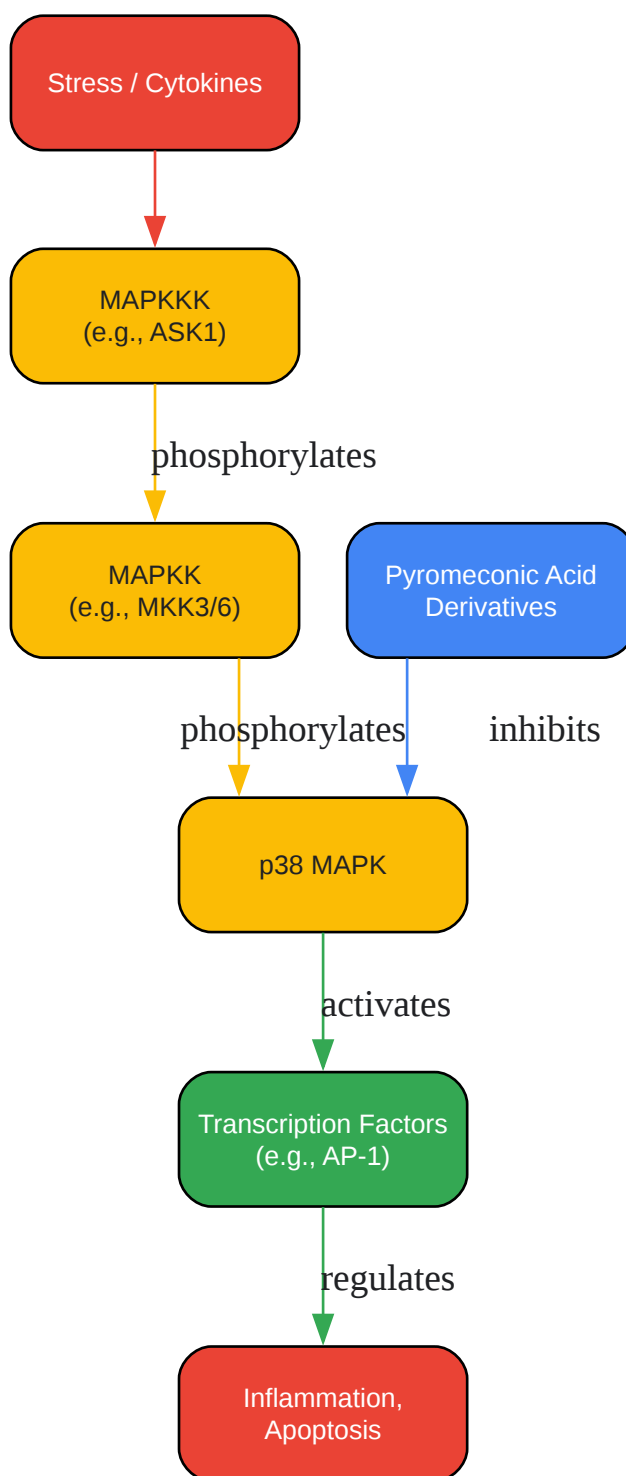 Stress / Cytokines
MAPKKK
(e.g., ASK1)
phosphorylates
MAPKK
(e.g., MKK3/6)
Pyromeconic Acid
Derivatives
phosphorylates
inhibits
p38 MAPK
activates
Transcription Factors
(e.g., AP-1)
regulates
Inflammation,
Apoptosis